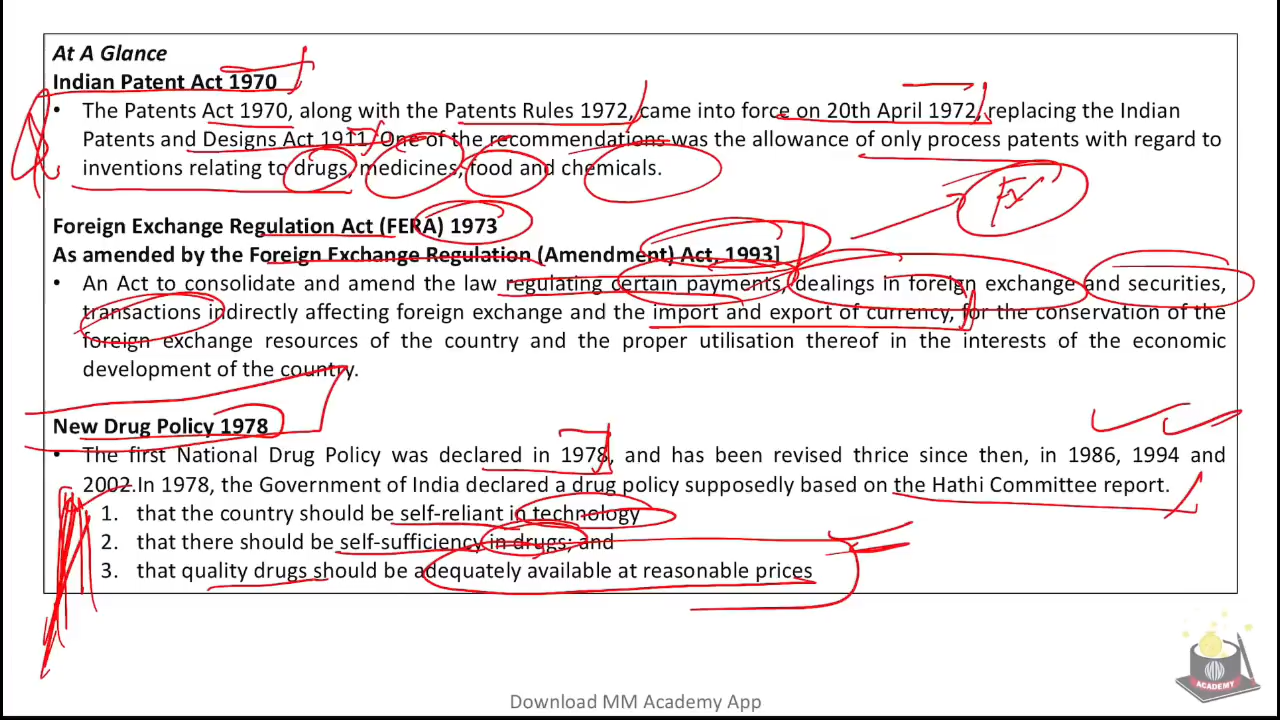 At A Glance
Indian Patent Act 1970
• The Patents Act 1970, along with the Patents Rules 1972, came into force on 20th April 1972, replacing the Indian
Patents and Designs Act 1911. One of the recommendations was the allowance of only process patents with regard to
inventions relating to drugs, medicines, food and chemicals.
Foreign Exchange Regulation Act (FERA) 1973
As amended by the Foreign Exchange Regulation (Amendment) Act, 1993]
• An Act to consolidate and amend the law regulating certain payments, dealings in foreign exchange and securities,
transactions indirectly affecting foreign exchange and the import and export of currency, for the conservation of the
foreign exchange resources of the country and the proper utilisation thereof in the interests of the economic
development of the country.
New Drug Policy 1978
• The first National Drug Policy was declared in 1978, and has been revised thrice since then, in 1986, 1994 and
2002.In 1978, the Government of India declared a drug policy supposedly based on the Hathi Committee report.
1. that the country should be self-reliant in technology
2. that there should be self-sufficiency in drugs; and
3. that quality drugs should be adequately available at reasonable prices
MN
ACADEMY
Download MM Academy App